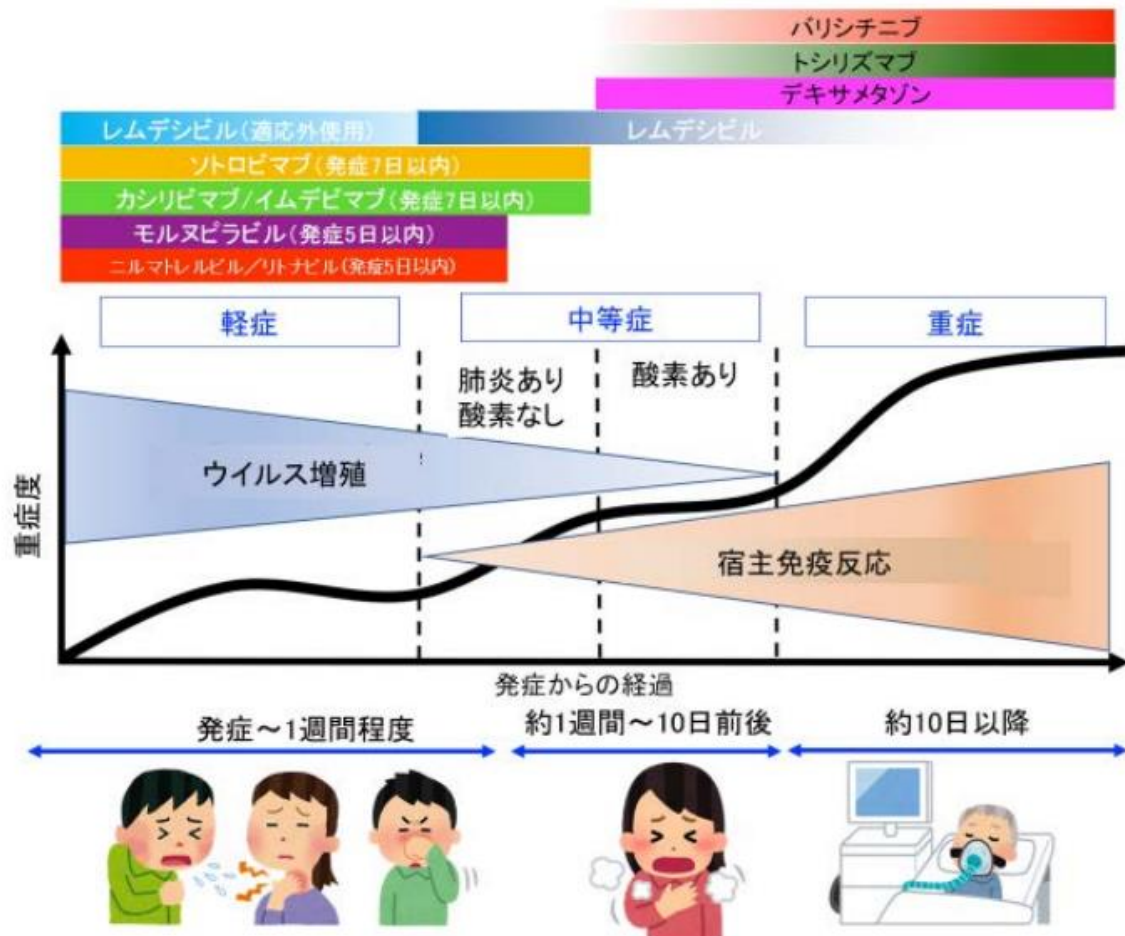 バリシチニブ
トシリズマブ
デキサメタゾン
レムデシビル(適応外使用)
レムデシビル
ソトロビマブ(発症7日以内)
カシリビマブ/イムデビマブ(発症7日以内)
モルヌピラビル(発症5日以内)
ニルマトレルビル／リトナビル(発症5日以内)
軽症
中等症
重症
肺炎あり
酸素なし
酸素あり
ウイルス増殖
重症度
宿主免疫反応
発症からの経過
発症～1週間程度
約1週間～10日前後
約10日以降